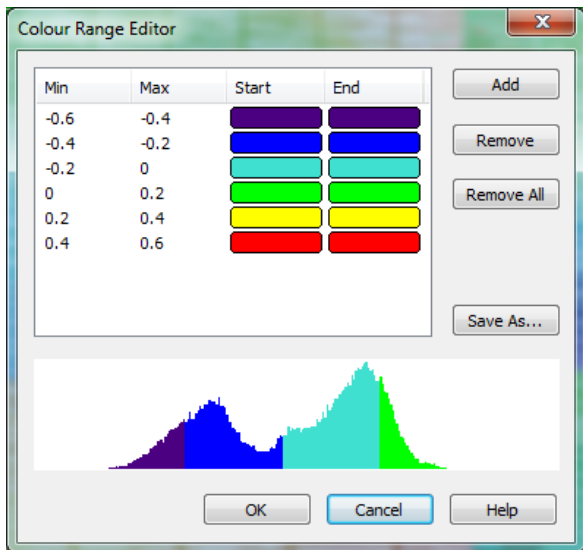 Colour Range Editor
Min Max Start End
-0.6 -0.4
-0.4 -0.2
-0.2 0
0 0.2
0.2 0.4
0.4 0.6
Add
Remove
Remove All
Save As...
OK Cancel Help